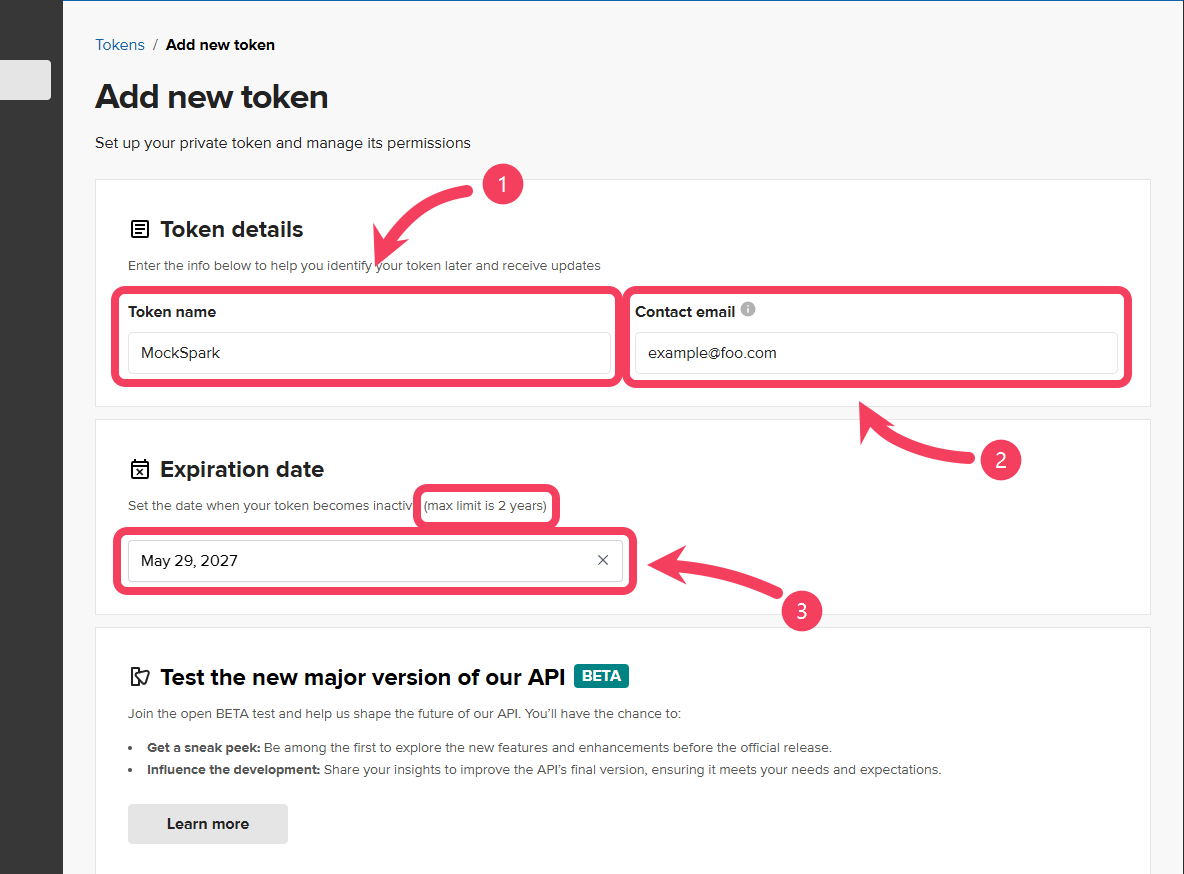 Tokens / Add new token
Add new token
Set up your private token and manage its permissions
1
Token details
Enter the info below to help you identify your token later and receive updates
Token name
Contact email
MockSpark
example@foo.com
2
Expiration date
Set the date when your token becomes inactiv (max limit is 2 years)
May 29, 2027
3
Test the new major version of our API BETA
Join the open BETA test and help us shape the future of our API. You’ll have the chance to:
• Get a sneak peek: Be among the first to explore the new features and enhancements before the official release.
• Influence the development: Share your insights to improve the API’s final version, ensuring it meets your needs and expectations.
Learn more